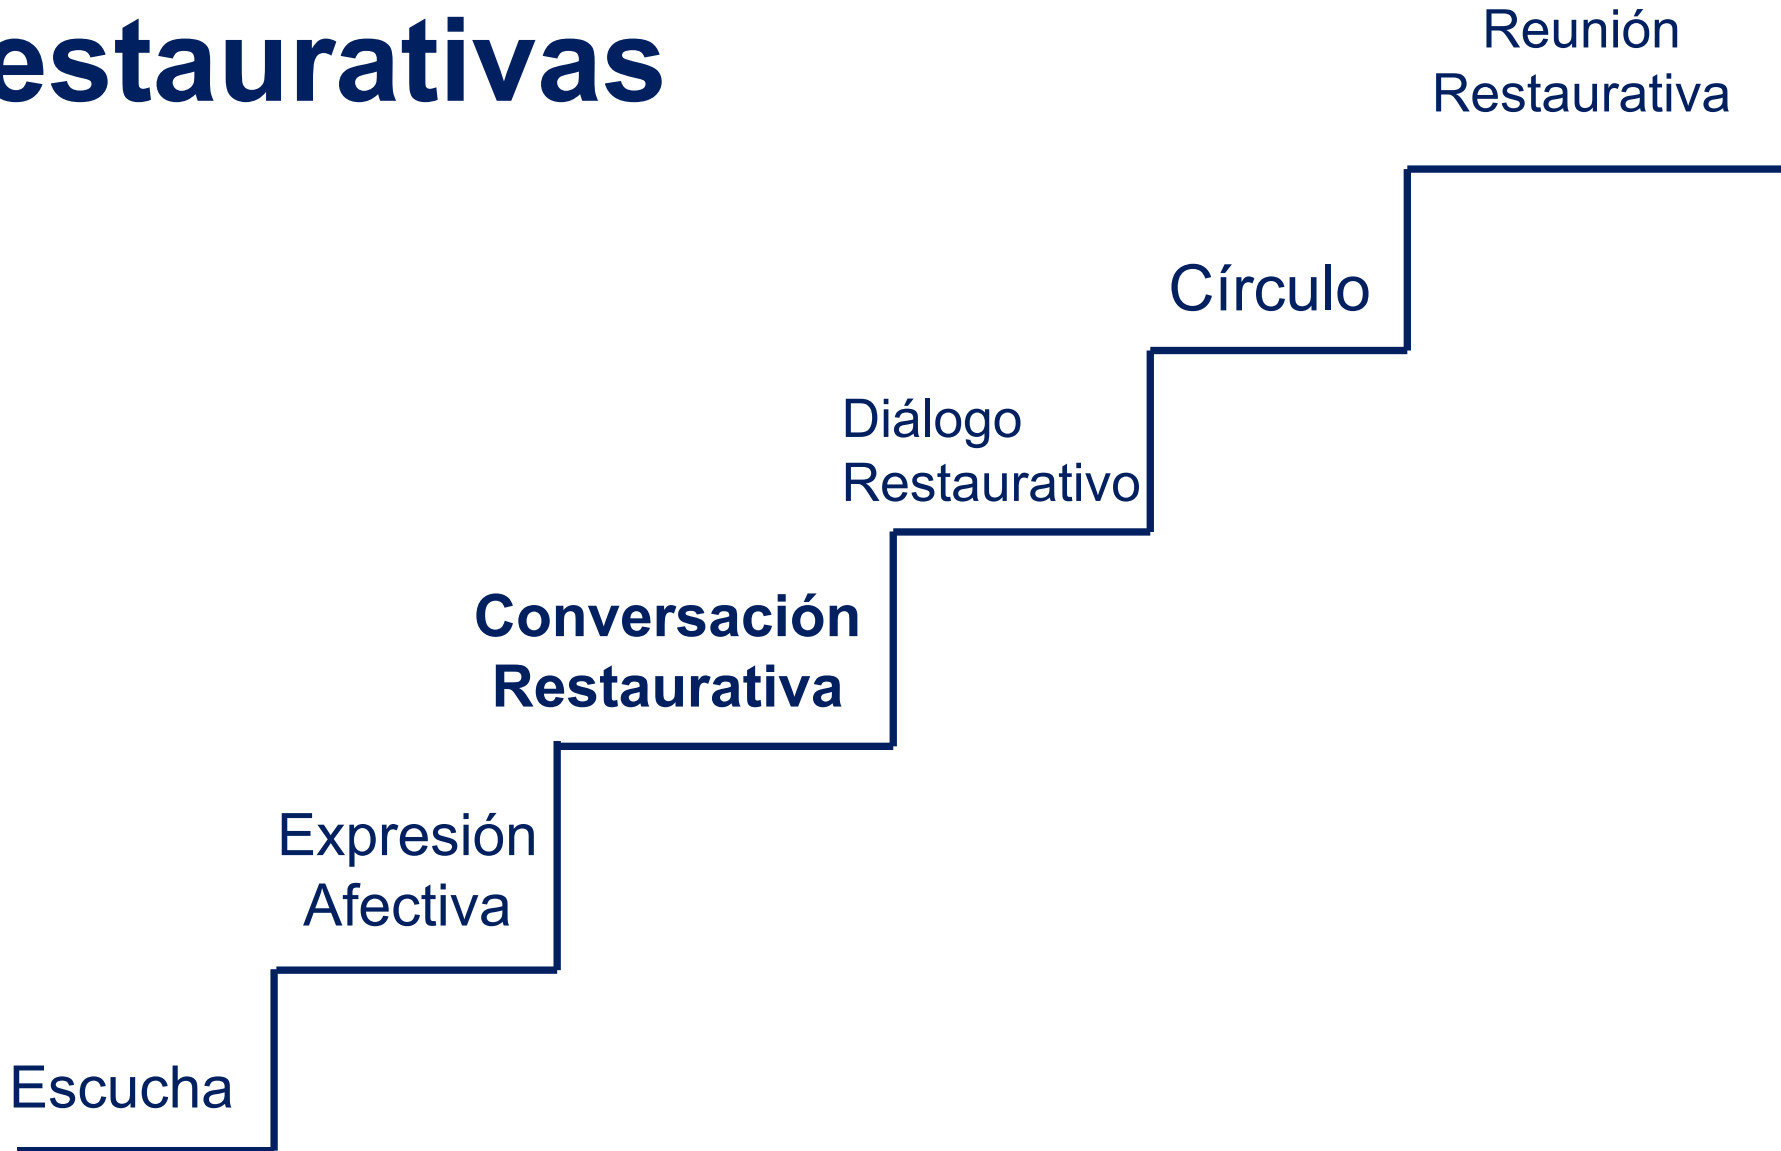 estaurativas
Reunión
Restaurativa
Círculo
Diálogo
Restaurativo
Conversación
Restaurativa
Expresión
Afectiva
Escucha